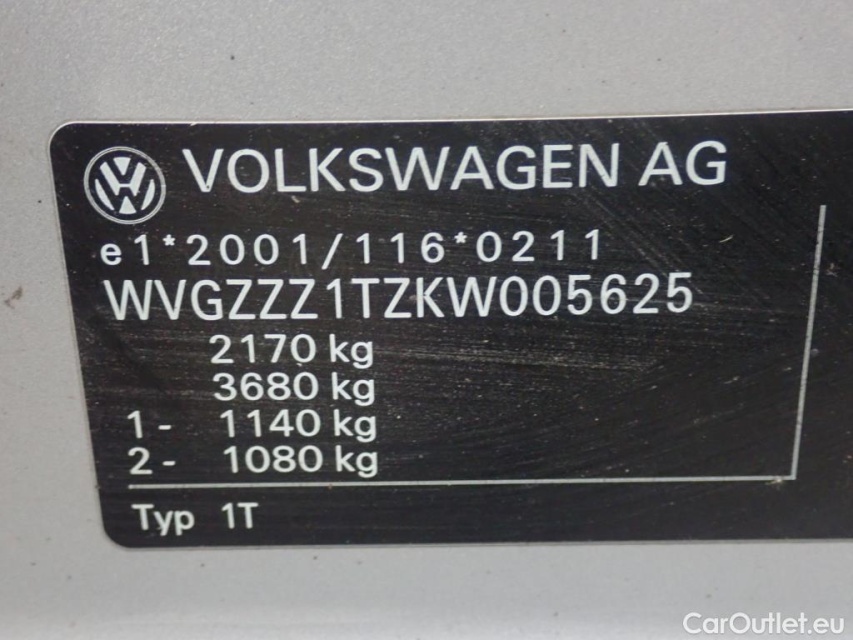 VOLKSWAGEN AG
e1*2001/116*0211
WVGZZZ1TZKW005625
2170 kg
3680 kg
1- 1140 kg
2- 1080 kg
Typ 1T
CarOutlet.eu